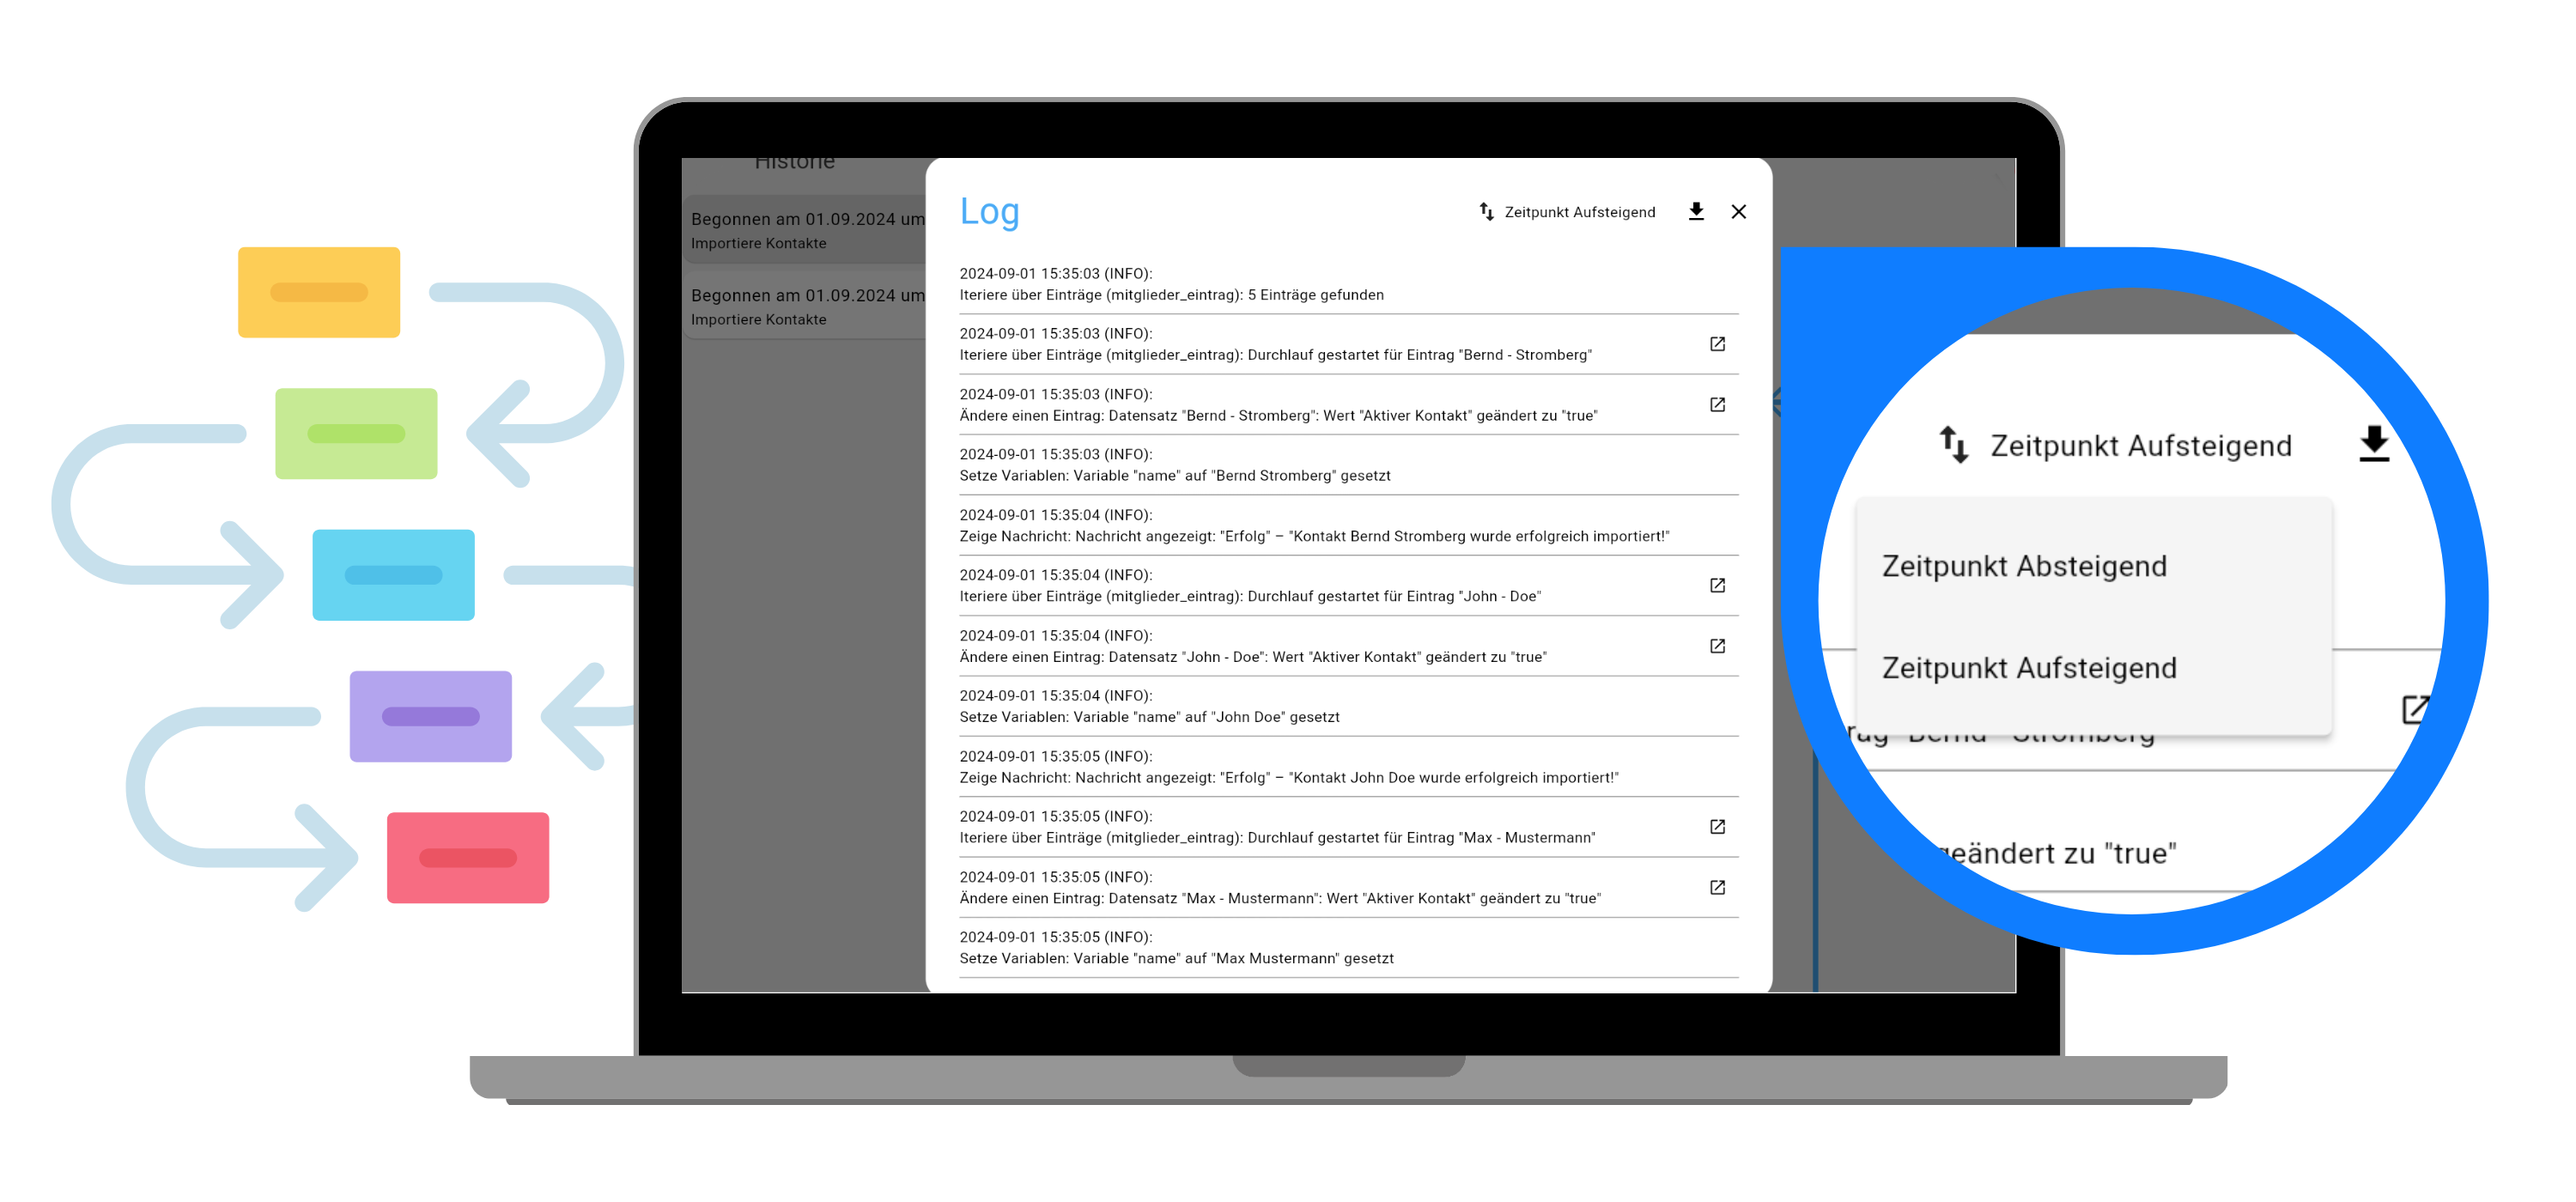 Historie
Begonnen am 01.09.2024 um
Importiere Kontakte
Begonnen am 01.09.2024 um
Importiere Kontakte
Log
Zeitpunkt Aufsteigend
2024-09-01 15:35:03 (INFO):
Iteriere über Einträge (mitglieder_eintrag): 5 Einträge gefunden
2024-09-01 15:35:03 (INFO):
Iteriere über Einträge (mitglieder_eintrag): Durchlauf gestartet für Eintrag "Bernd - Stromberg"
2024-09-01 15:35:03 (INFO):
Ändere einen Eintrag: Datensatz "Bernd - Stromberg": Wert "Aktiver Kontakt" geändert zu "true"
2024-09-01 15:35:03 (INFO):
Setze Variablen: Variable "name" auf "Bernd Stromberg" gesetzt
2024-09-01 15:35:04 (INFO):
Zeige Nachricht: Nachricht angezeigt: "Erfolg" – "Kontakt Bernd Stromberg wurde erfolgreich importiert!"
2024-09-01 15:35:04 (INFO):
Iteriere über Einträge (mitglieder_eintrag): Durchlauf gestartet für Eintrag "John - Doe"
2024-09-01 15:35:04 (INFO):
Ändere einen Eintrag: Datensatz "John - Doe": Wert "Aktiver Kontakt" geändert zu "true"
2024-09-01 15:35:04 (INFO):
Setze Variablen: Variable "name" auf "John Doe" gesetzt
2024-09-01 15:35:05 (INFO):
Zeige Nachricht: Nachricht angezeigt: "Erfolg" – "Kontakt John Doe wurde erfolgreich importiert!"
2024-09-01 15:35:05 (INFO):
Iteriere über Einträge (mitglieder_eintrag): Durchlauf gestartet für Eintrag "Max - Mustermann"
2024-09-01 15:35:05 (INFO):
Ändere einen Eintrag: Datensatz "Max - Mustermann": Wert "Aktiver Kontakt" geändert zu "true"
2024-09-01 15:35:05 (INFO):
Setze Variablen: Variable "name" auf "Max Mustermann" gesetzt
Zeitpunkt Aufsteigend
Zeitpunkt Absteigend
Zeitpunkt Aufsteigend
rag "Bernd - Stromberg"
geändert zu "true"